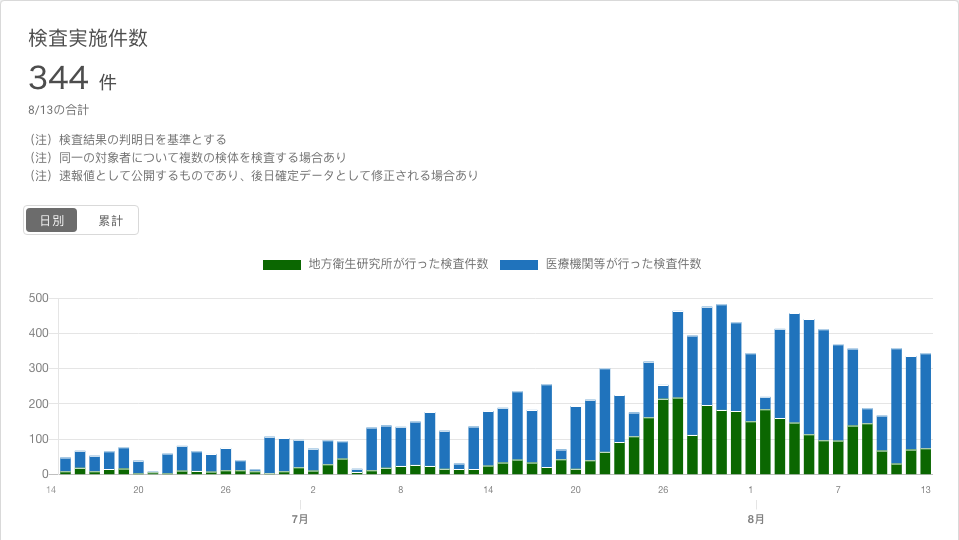 検査実施件数
344 件
8/13の合計
（注）検査結果の判明日を基準とする
（注）同一の対象者について複数の検体を検査する場合あり
（注）速報値として公開するものであり、後日確定データとして修正される場合あり
日別 累計
地方衛生研究所が行った検査件数 医療機関等が行った検査件数
500
400
300
200
100
0
14 20 26 2 8 14 20 26 1 7 13
7月 8月